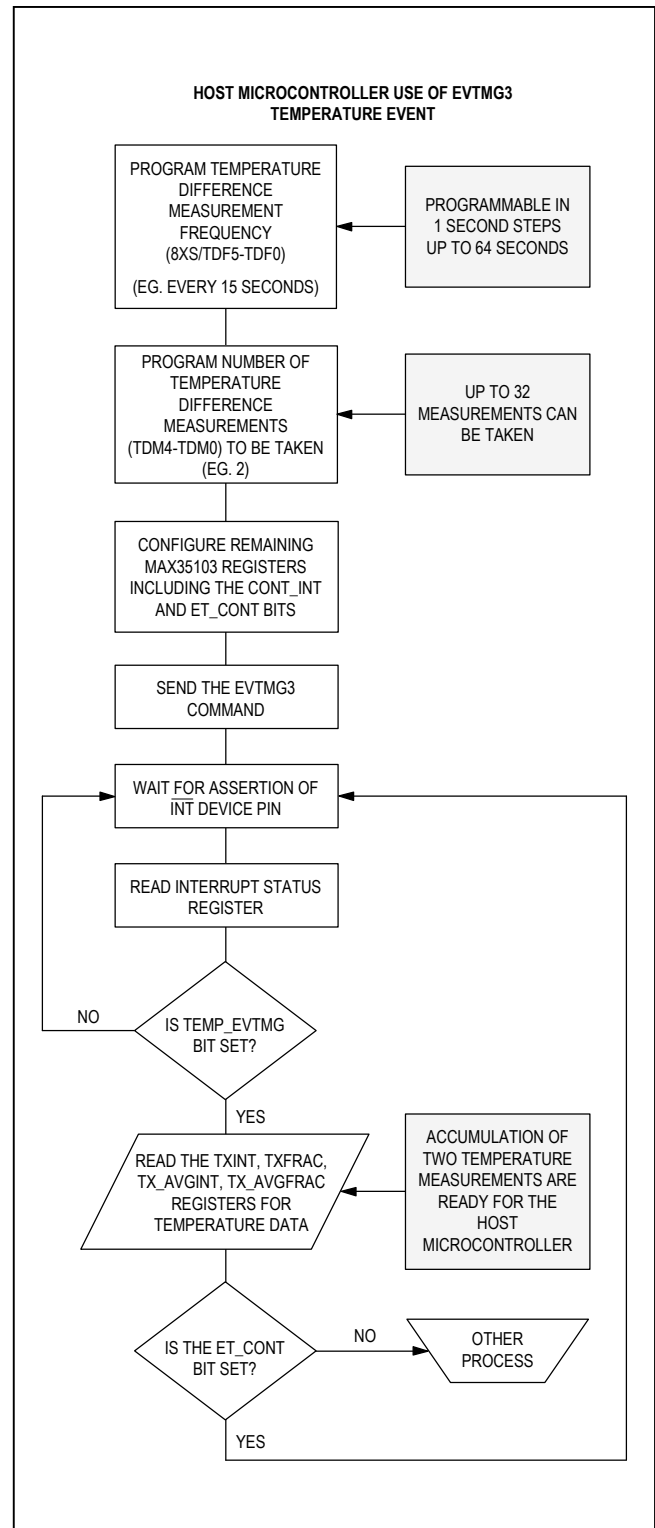 HOST MICROCONTROLLER USE OF EVTMG3
TEMPERATURE EVENT
PROGRAM TEMPERATURE
DIFFERENCE
MEASUREMENT
FREQUENCY
(8XS/TDF5-TDF0)
(EG. EVERY 15 SECONDS)
PROGRAMMABLE IN
1 SECOND STEPS
UP TO 64 SECONDS
PROGRAM NUMBER OF
TEMPERATURE
DIFFERENCE
MEASUREMENTS
(TDM4-TDM0) TO BE TAKEN
(EG. 2)
UP TO 32
MEASUREMENTS CAN
BE TAKEN
CONFIGURE REMAINING
MAX35103 REGISTERS
INCLUDING THE CONT_INT
AND ET_CONT BITS
SEND THE EVTMG3
COMMAND
WAIT FOR ASSERTION OF
INT DEVICE PIN
READ INTERRUPT STATUS
REGISTER
NO
IS TEMP_EVTMG
BIT SET?
YES
READ THE TXINT, TXFRAC,
TX_AVGINT, TX_AVGFRAC
REGISTERS FOR
TEMPERATURE DATA
ACCUMULATION OF
TWO TEMPERATURE
MEASUREMENTS ARE
READY FOR THE
HOST
MICROCONTROLLER
IS THE ET_CONT
BIT SET?
NO
OTHER
PROCESS
YES